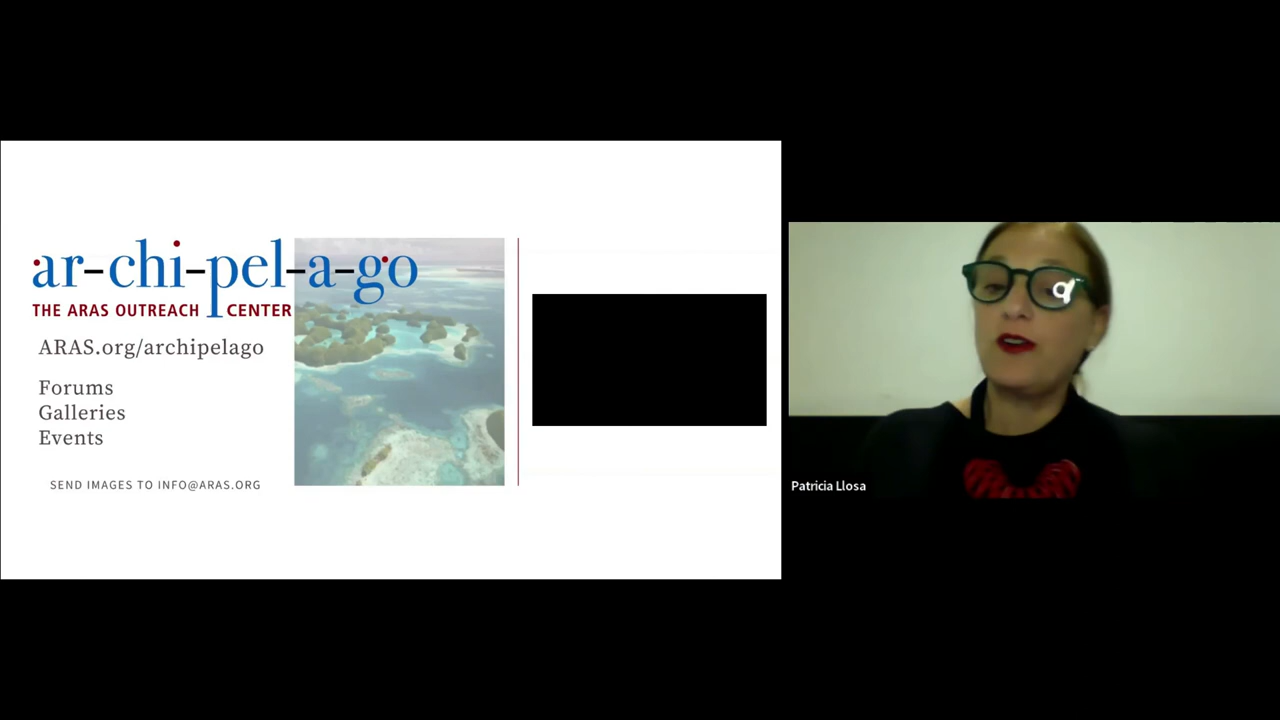 ar-chi-pel-a-go
THE ARAS OUTREACH CENTER
ARAS.org/archipelago
Forums
Galleries
Events
SEND IMAGES TO INFO@ARAS.ORG
Patricia Llosa